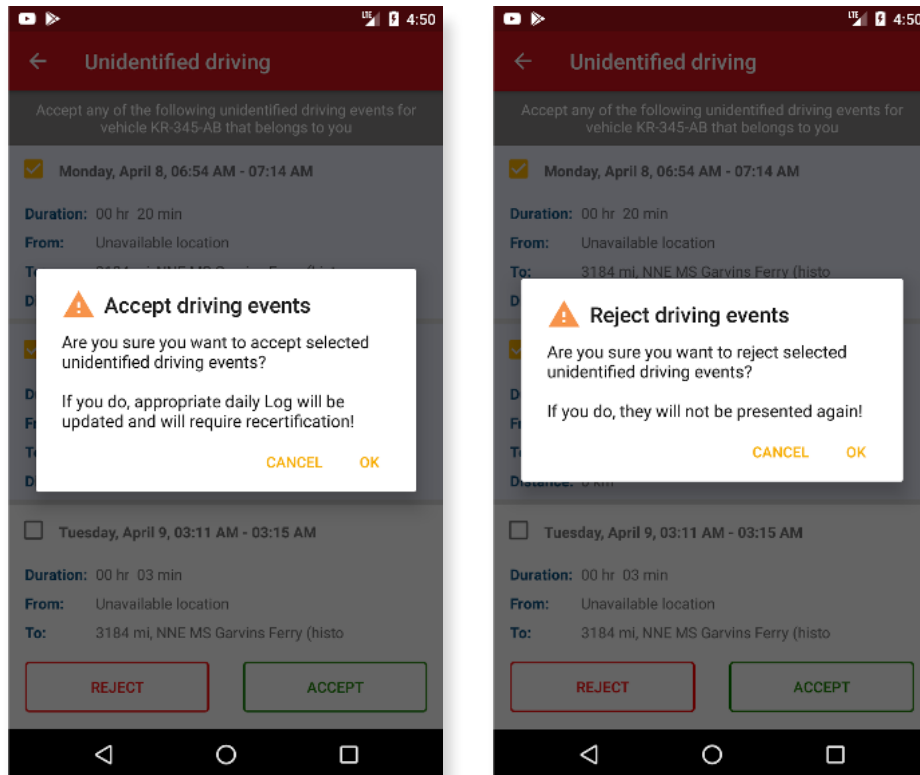 LTE 4:50
Unidentified driving
Accept any of the following unidentified driving events for
vehicle KR-345-AB that belongs to you
Monday, April 8, 06:54 AM - 07:14 AM
Duration: 00 hr 20 min
From: Unavailable location
Accept driving events
Are you sure you want to accept selected
unidentified driving events?
If you do, appropriate daily Log will be
updated and will require recertification!
CANCEL OK
Tuesday, April 9, 03:11 AM - 03:15 AM
Duration: 00 hr 03 min
From: Unavailable location
To: 3184 mi, NNE MS Garvins Ferry (histo
REJECT ACCEPT
LTE 4:50
Unidentified driving
Accept any of the following unidentified driving events for
vehicle KR-345-AB that belongs to you
Monday, April 8, 06:54 AM - 07:14 AM
Duration: 00 hr 20 min
From: Unavailable location
To: 3184 mi, NNE MS Garvins Ferry (histo
Reject driving events
Are you sure you want to reject selected
unidentified driving events?
If you do, they will not be presented again!
CANCEL OK
Tuesday, April 9, 03:11 AM - 03:15 AM
Duration: 00 hr 03 min
From: Unavailable location
To: 3184 mi, NNE MS Garvins Ferry (histo
REJECT ACCEPT